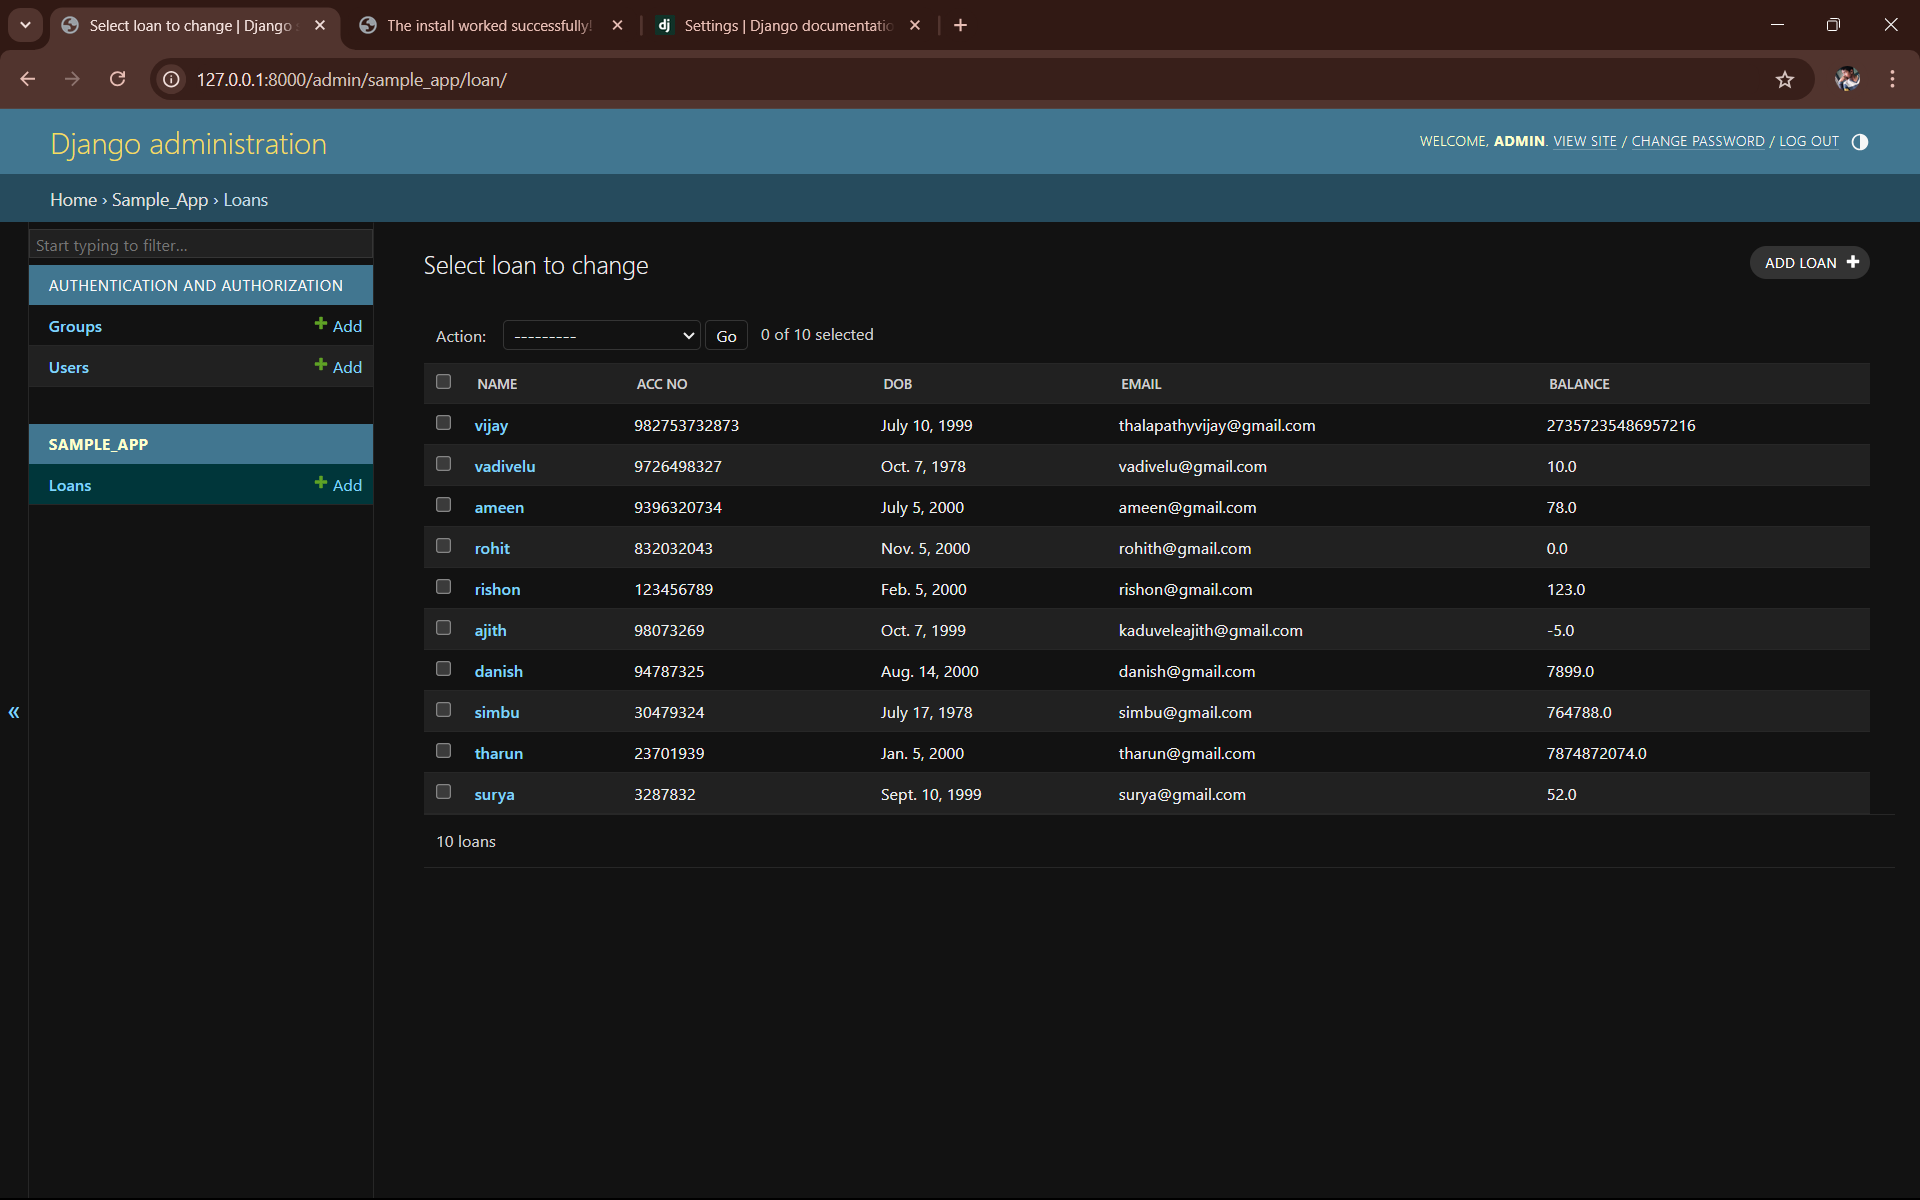 Select loan to change | Django s
The install worked successfully!
Settings | Django documentatio
127.0.0.1:8000/admin/sample_app/loan/
Django administration
WELCOME, ADMIN. VIEW SITE / CHANGE PASSWORD / LOG OUT
Home › Sample_App › Loans
Start typing to filter...
AUTHENTICATION AND AUTHORIZATION
Groups + Add
Users + Add
SAMPLE_APP
Loans + Add
«
Select loan to change
ADD LOAN +
Action: --------- Go 0 of 10 selected
NAME ACC NO DOB EMAIL BALANCE
vijay 982753732873 July 10, 1999 thalapathyvijay@gmail.com 27357235486957216
vadivelu 9726498327 Oct. 7, 1978 vadivelu@gmail.com 10.0
ameen 9396320734 July 5, 2000 ameen@gmail.com 78.0
rohit 832032043 Nov. 5, 2000 rohith@gmail.com 0.0
rishon 123456789 Feb. 5, 2000 rishon@gmail.com 123.0
ajith 98073269 Oct. 7, 1999 kaduveleajith@gmail.com -5.0
danish 94787325 Aug. 14, 2000 danish@gmail.com 7899.0
simbu 30479324 July 17, 1978 simbu@gmail.com 764788.0
tharun 23701939 Jan. 5, 2000 tharun@gmail.com 7874872074.0
surya 3287832 Sept. 10, 1999 surya@gmail.com 52.0
10 loans